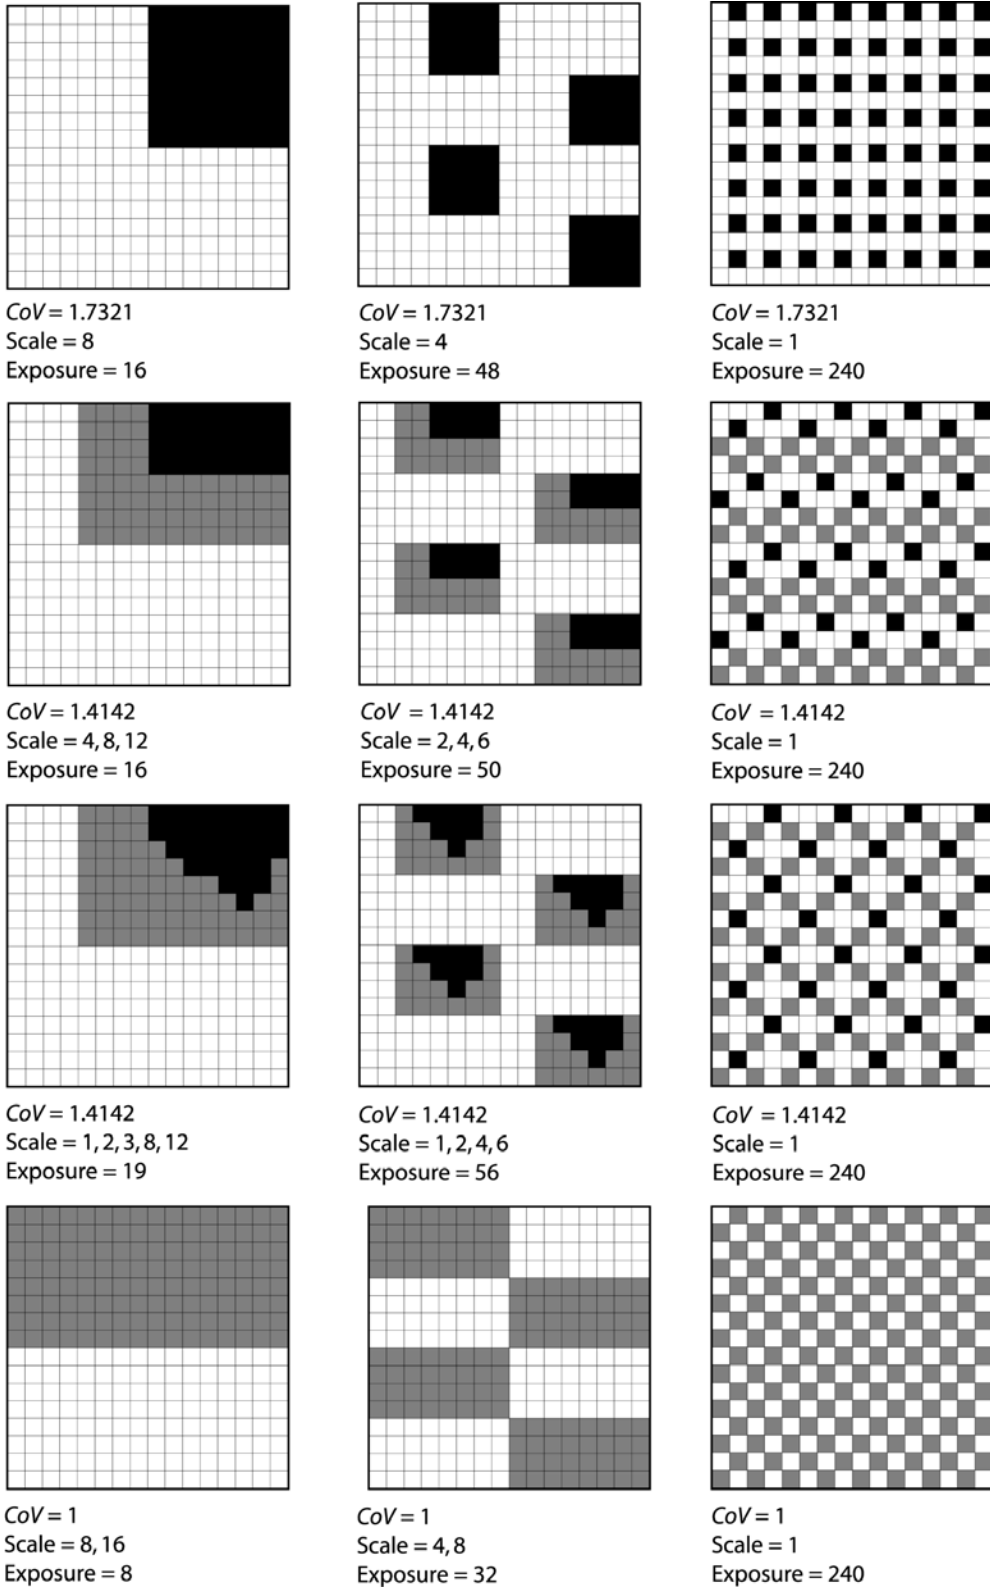 CoV = 1.7321
Scale = 8
Exposure = 16
CoV = 1.7321
Scale = 4
Exposure = 48
CoV = 1.7321
Scale = 1
Exposure = 240
CoV = 1.4142
Scale = 4, 8, 12
Exposure = 16
CoV = 1.4142
Scale = 2, 4, 6
Exposure = 50
CoV = 1.4142
Scale = 1
Exposure = 240
CoV = 1.4142
Scale = 1, 2, 3, 8, 12
Exposure = 19
CoV = 1.4142
Scale = 1, 2, 4, 6
Exposure = 56
CoV = 1.4142
Scale = 1
Exposure = 240
CoV = 1
Scale = 8, 16
Exposure = 8
CoV = 1
Scale = 4, 8
Exposure = 32
CoV = 1
Scale = 1
Exposure = 240